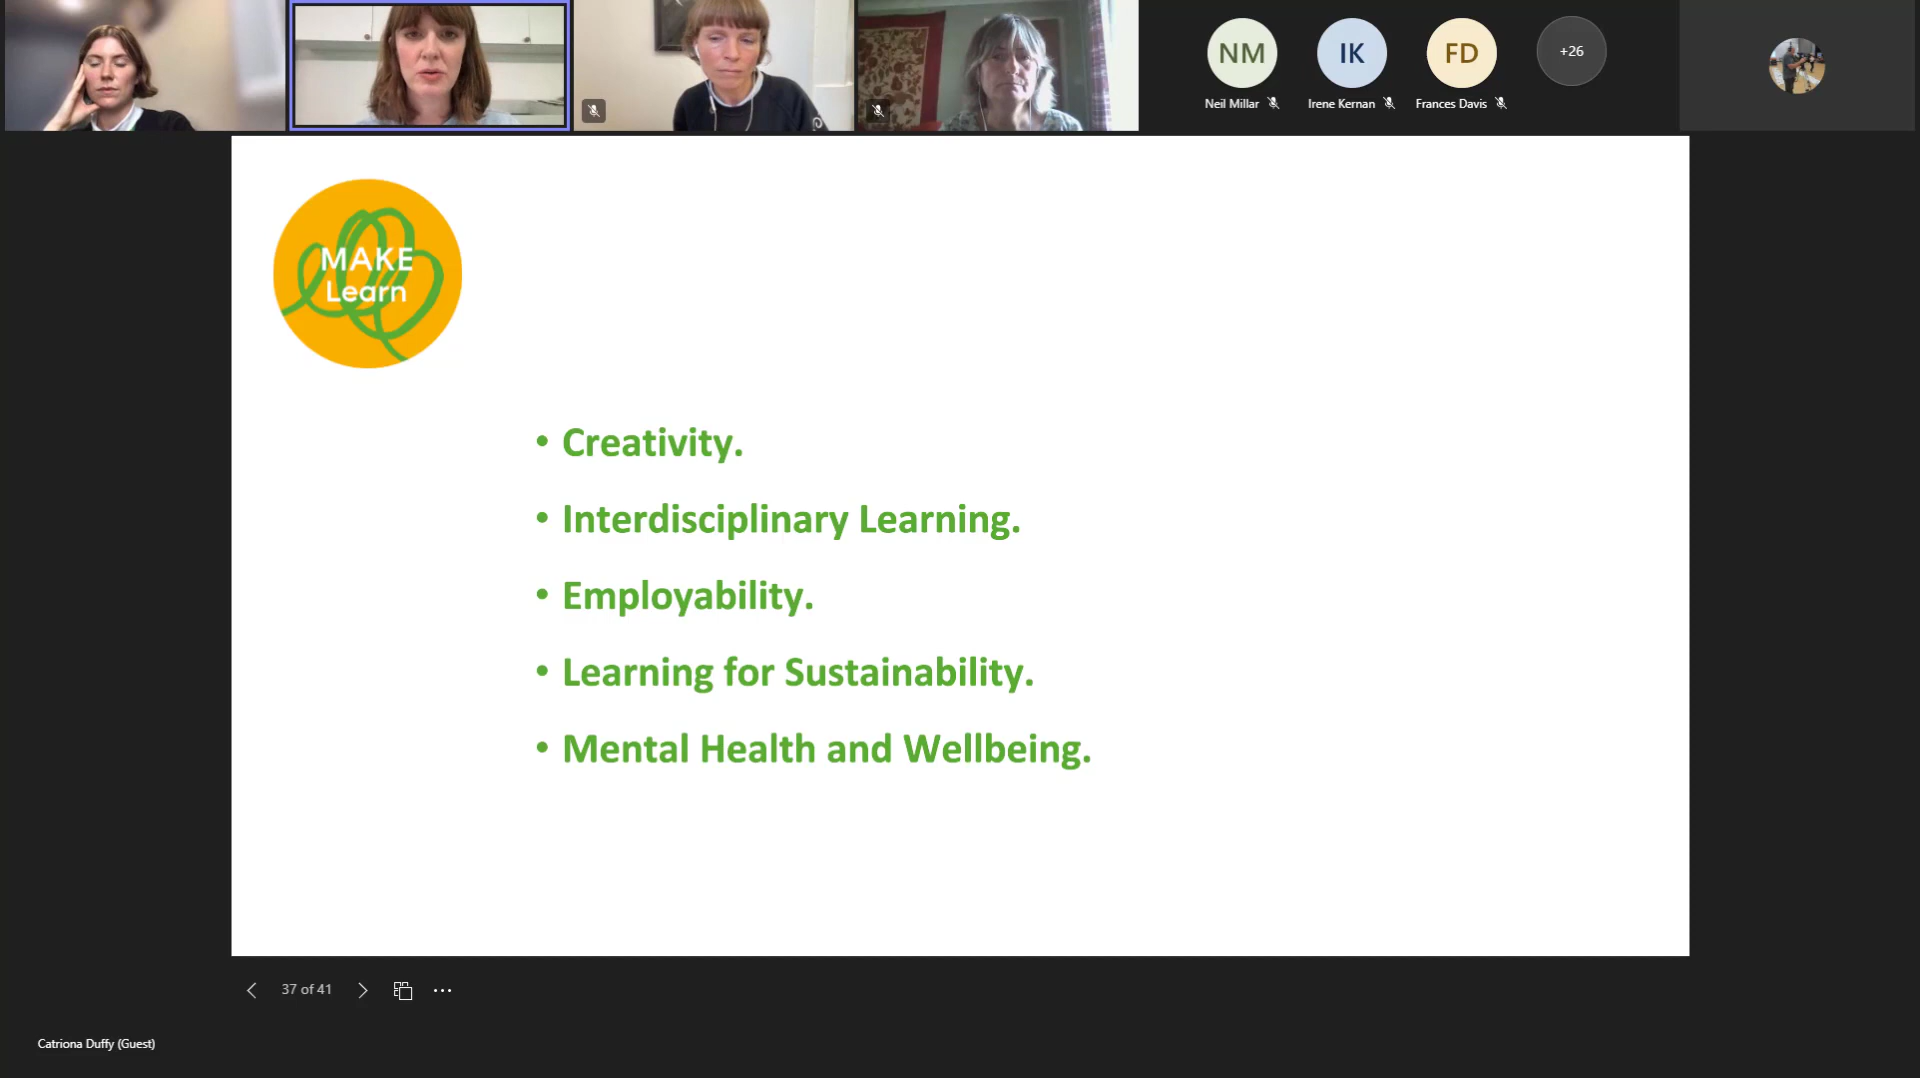 NM
IK
FD
+26
Neil Millar
Irene Kernan
Frances Davis
MAKE
Learn
• Creativity.
• Interdisciplinary Learning.
• Employability.
• Learning for Sustainability.
• Mental Health and Wellbeing.
37 of 41
Catriona Duffy (Guest)